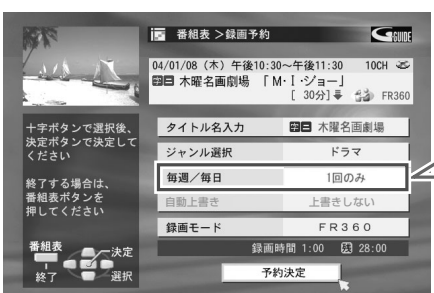 番組表 >録画予約
GGUIDE
04/01/08（木）午後10:30～午後11:30 10CH
字日 木曜名画劇場 「M・I・ジョー」
[ 30分] FR360
十字ボタンで選択後、
決定ボタンで決定して
ください
終了する場合は、
番組表ボタンを
押してください
タイトル名入力 字日 木曜名画劇場
ジャンル選択 ドラマ
毎週／毎日 1回のみ
自動上書き 上書きしない
録画モード FR360
録画時間 1:00 残 28:00
番組表
決定
終了 選択
予約決定